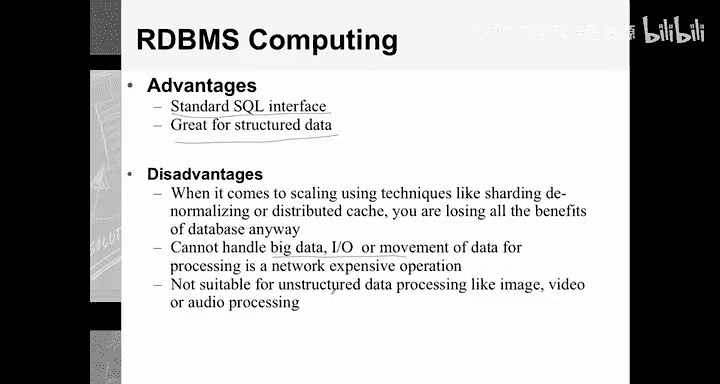 bilibili
RDBMS Computing
• Advantages
– Standard SQL interface
– Great for structured data
• Disadvantages
– When it comes to scaling using techniques like sharding de-
normalizing or distributed cache, you are losing all the benefits
of database anyway
– Cannot handle big data, I/O or movement of data for
processing is a network expensive operation
– Not suitable for unstructured data processing like image, video
or audio processing